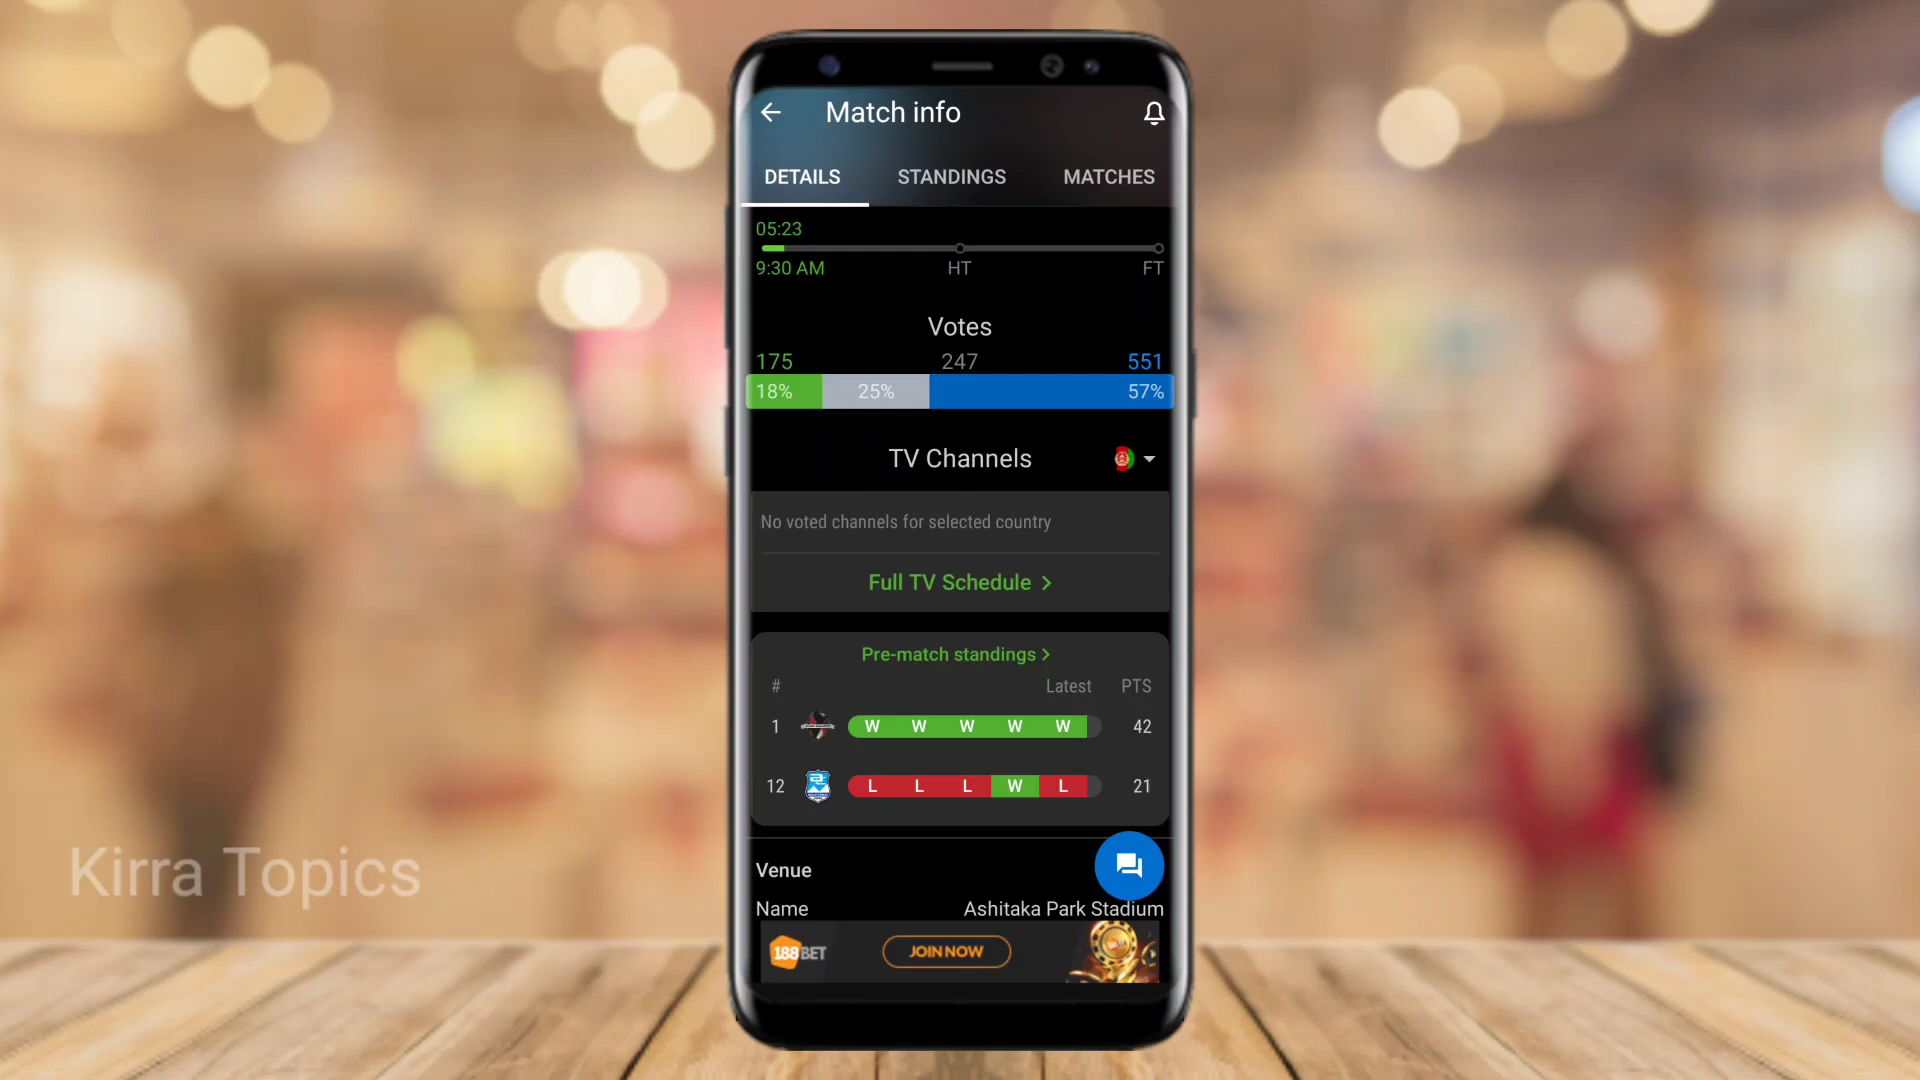 Match info
DETAILS STANDINGS MATCHES
05:23
9:30 AM HT FT
Votes
175 247 551
18% 25% 57%
TV Channels
No voted channels for selected country
Full TV Schedule >
Pre-match standings >
# Latest PTS
1 W W W W W 42
12 L L L W L 21
Venue
Name Ashitaka Park Stadium
188BET JOIN NOW
Kirra Topics